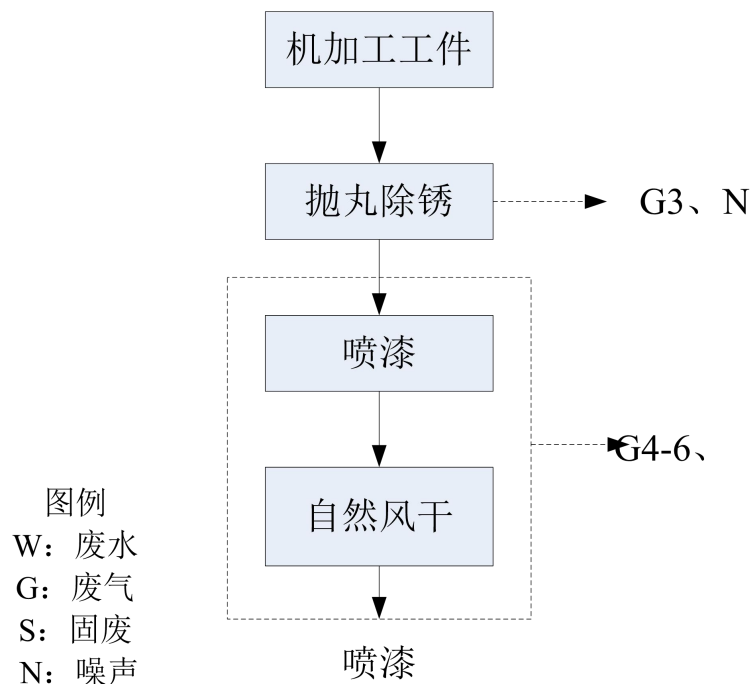 机加工工件
抛丸除锈
G3、N
喷漆
G4-6、
自然风干
图例
W：废水
G：废气
S：固废
N：噪声
喷漆